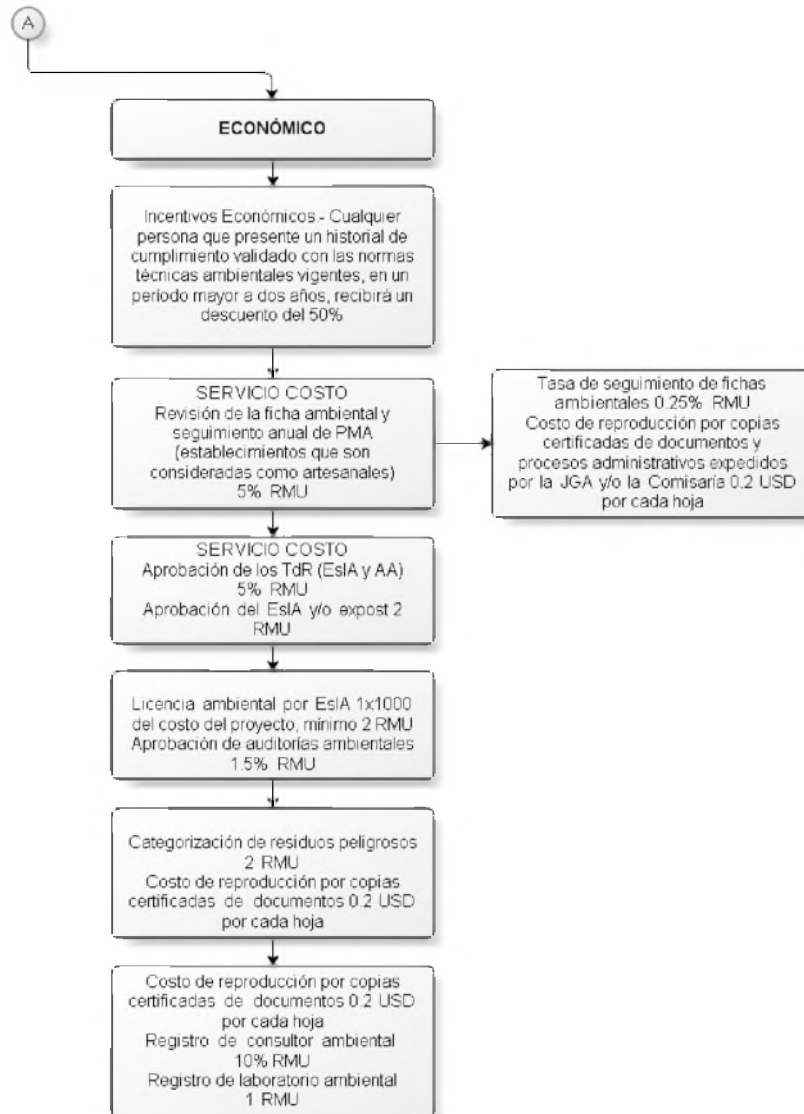 A
ECONÓMICO
Incentivos Económicos.- Cualquier
persona que presente un historial de
cumplimiento validado con las normas
técnicas ambientales vigentes, en un
período mayor a dos años, recibirá un
descuento del 50%
SERVICIO COSTO
Revisión de la ficha ambiental y
seguimiento anual de PMA
(establecimientos que son
consideradas como artesanales)
5% RMU
Tasa de seguimiento de fichas
ambientales 0.25% RMU
Costo de reproducción por copias
certificadas de documentos y
procesos administrativos expedidos
por la JGA y/o la Comisaría 0.2 USD
por cada hoja
SERVICIO COSTO
Aprobación de los TdR (EsIA y AA)
5% RMU
Aprobación del EsIA y/o expost 2
RMU
Licencia ambiental por EsIA 1x1000
del costo del proyecto, mínimo 2 RMU
Aprobación de auditorías ambientales
1.5% RMU
Categorización de residuos peligrosos
2 RMU
Costo de reproducción por copias
certificadas de documentos 0.2 USD
por cada hoja
Costo de reproducción por copias
certificadas de documentos 0.2 USD
por cada hoja
Registro de consultor ambiental
10% RMU
Registro de laboratorio ambiental
1 RMU